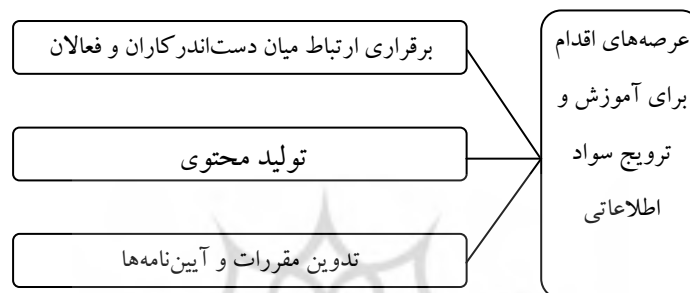 عرصه‌های اقدام
برای آموزش و
ترویج سواد
اطلاعاتی
برقراری ارتباط میان دست‌اندرکاران و فعالان
تولید محتوی
تدوین مقررات و آیین‌نامه‌ها